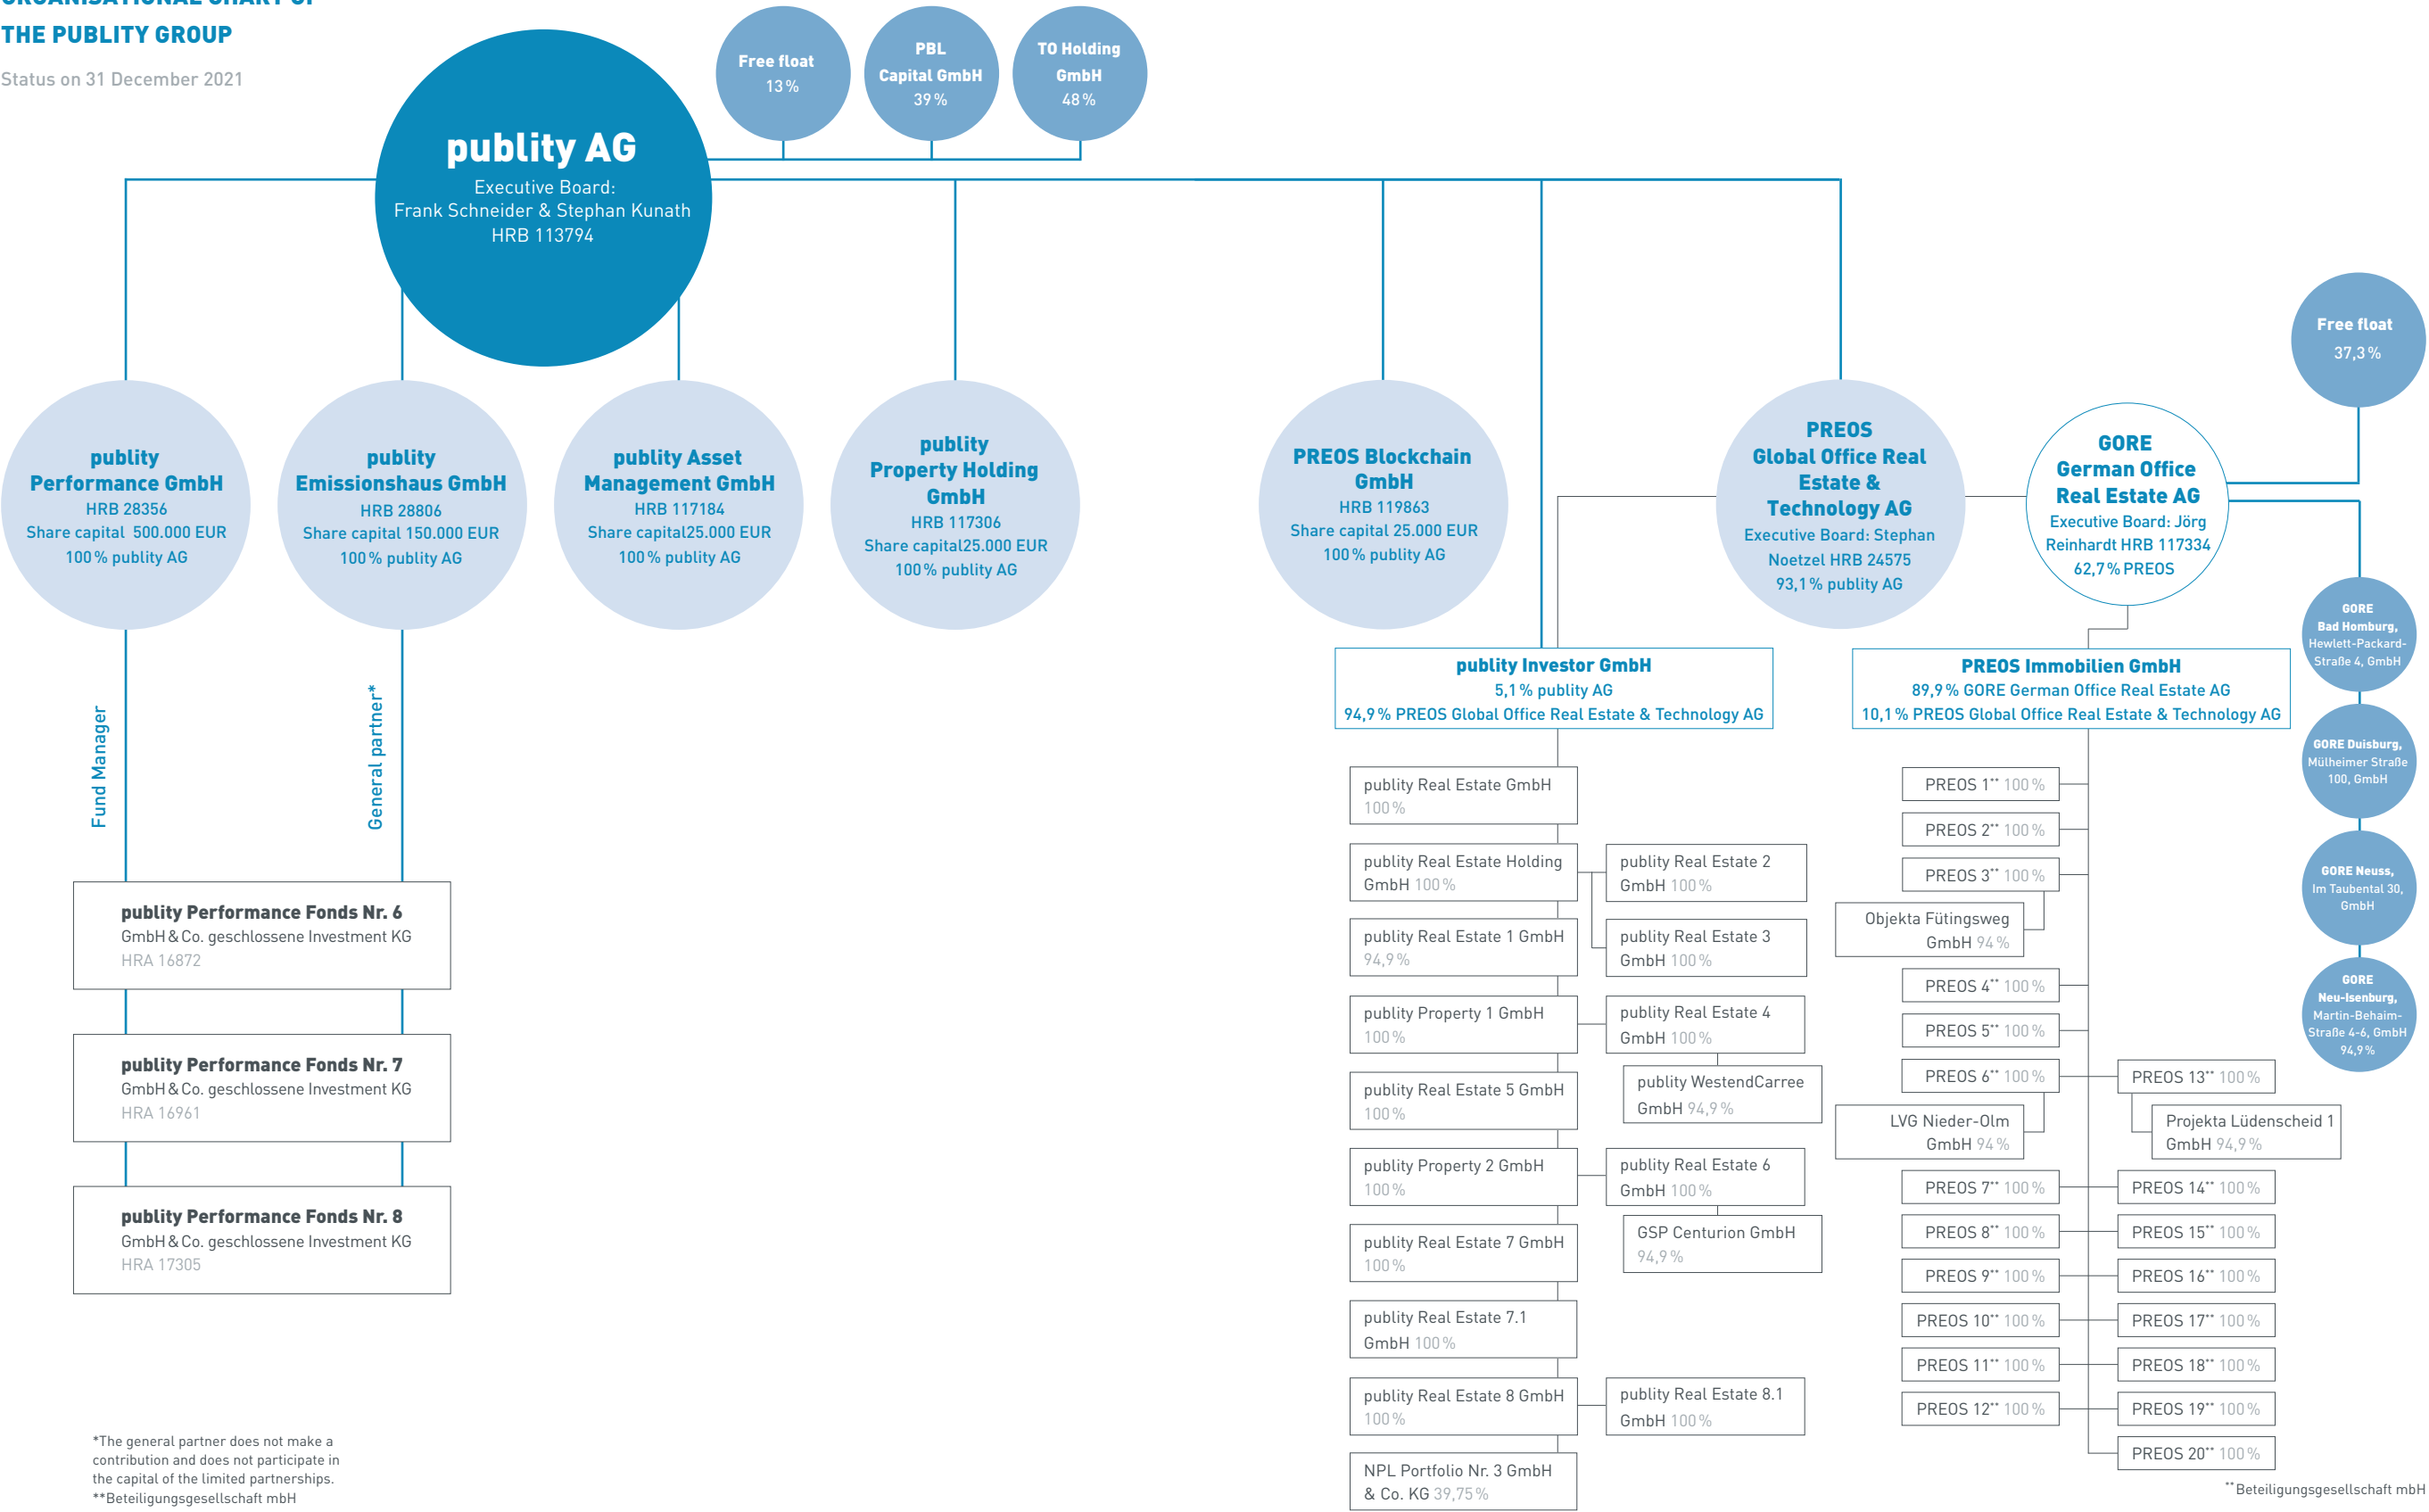 THE PUBLITY GROUP
Status on 31 December 2021
publity AG
Executive Board:
Frank Schneider & Stephan Kunath
HRB 113794
Free float
13 %
PBL
Capital GmbH
39 %
TO Holding
GmbH
48 %
Free float
37,3 %
publity
Performance GmbH
HRB 28356
Share capital 500.000 EUR
100 % publity AG
publity
Emissionshaus GmbH
HRB 28806
Share capital 150.000 EUR
100 % publity AG
publity Asset
Management GmbH
HRB 117184
Share capital25.000 EUR
100 % publity AG
publity
Property Holding
GmbH
HRB 117306
Share capital25.000 EUR
100 % publity AG
PREOS Blockchain
GmbH
HRB 119863
Share capital 25.000 EUR
100 % publity AG
PREOS
Global Office Real
Estate &
Technology AG
Executive Board: Stephan
Noetzel HRB 24575
93,1 % publity AG
GORE
German Office
Real Estate AG
Executive Board: Jörg
Reinhardt HRB 117334
62,7 % PREOS
GORE
Bad Homburg,
Hewlett-Packard-
Straße 4, GmbH
GORE Duisburg,
Mülheimer Straße
100, GmbH
GORE Neuss,
Im Taubental 30,
GmbH
GORE
Neu-Isenburg,
Martin-Behaim-
Straße 4-6, GmbH
94,9 %
Fund Manager
General partner*
publity Performance Fonds Nr. 6
GmbH & Co. geschlossene Investment KG
HRA 16872
publity Performance Fonds Nr. 7
GmbH & Co. geschlossene Investment KG
HRA 16961
publity Performance Fonds Nr. 8
GmbH & Co. geschlossene Investment KG
HRA 17305
publity Investor GmbH
5,1 % publity AG
94,9 % PREOS Global Office Real Estate & Technology AG
publity Real Estate GmbH
100 %
publity Real Estate Holding
GmbH 100 %
publity Real Estate 2
GmbH 100 %
publity Real Estate 1 GmbH
94,9 %
publity Real Estate 3
GmbH 100 %
publity Property 1 GmbH
100 %
publity Real Estate 4
GmbH 100 %
publity WestendCarree
GmbH 94,9 %
publity Real Estate 5 GmbH
100 %
publity Property 2 GmbH
100 %
publity Real Estate 6
GmbH 100 %
GSP Centurion GmbH
94,9 %
publity Real Estate 7 GmbH
100 %
publity Real Estate 7.1
GmbH 100 %
publity Real Estate 8 GmbH
100 %
publity Real Estate 8.1
GmbH 100 %
NPL Portfolio Nr. 3 GmbH
& Co. KG 39,75 %
PREOS Immobilien GmbH
89,9 % GORE German Office Real Estate AG
10,1 % PREOS Global Office Real Estate & Technology AG
PREOS 1** 100 %
PREOS 2** 100 %
PREOS 3** 100 %
Objekta Fütingsweg
GmbH 94 %
PREOS 4** 100 %
PREOS 5** 100 %
PREOS 6** 100 %
PREOS 13** 100 %
LVG Nieder-Olm
GmbH 94 %
Projekta Lüdenscheid 1
GmbH 94,9 %
PREOS 7** 100 %
PREOS 14** 100 %
PREOS 8** 100 %
PREOS 15** 100 %
PREOS 9** 100 %
PREOS 16** 100 %
PREOS 10** 100 %
PREOS 17** 100 %
PREOS 11** 100 %
PREOS 18** 100 %
PREOS 12** 100 %
PREOS 19** 100 %
PREOS 20** 100 %
*The general partner does not make a
contribution and does not participate in
the capital of the limited partnerships.
**Beteiligungsgesellschaft mbH
**Beteiligungsgesellschaft mbH